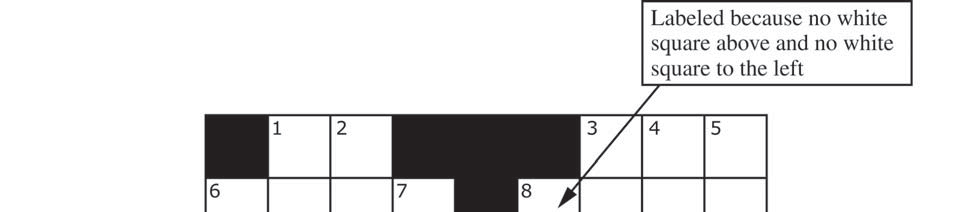 Labeled because no white
square above and no white
square to the left
1 2 3 4 5
6 7 8